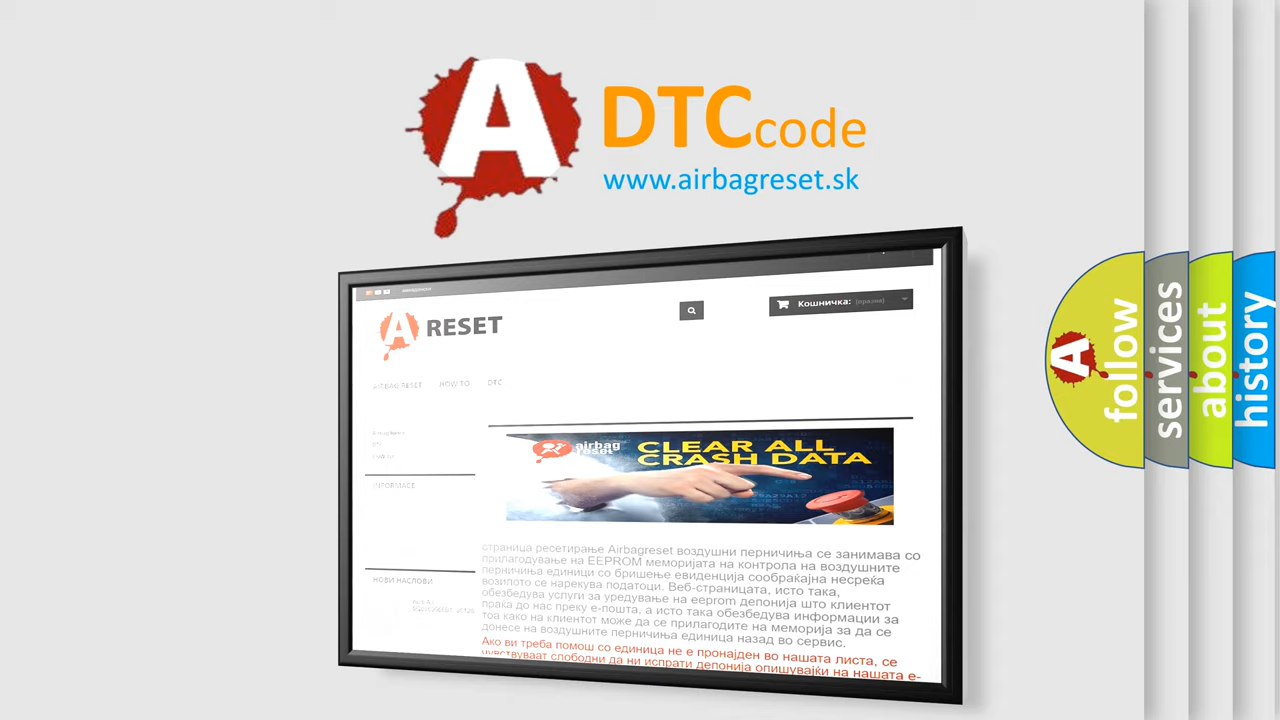 A
DTCcode
www.airbagreset.sk
Кошничка: (празни)
A RESET
AIRBAG RESET HOW TO DTC
DTC
INFORMACE
airbag
reset
CLEAR ALL
CRASH DATA
страница ресетирање Airbagreset воздушни перничиња се занимава со
прилагодување на EEPROM меморијата на контрола на воздушните
перничиња единици со бришење евиденција сообраќајна несреќа
возилото се нарекува податоци. Веб-страницата, исто така,
обезбедува услуги за уредување на eeprom депонија што клиентот
праќа до нас преку е-пошта, а исто така обезбедува информации за
тоа како на клиентот може да се прилагодите на меморија за да се
донесе на воздушните перничиња единица назад во сервис.
Ако ви треба помош со единица не е пронајден во нашата листа, се
чувствуваат слободни да ни испрати депонија опишувајќи на нашата е-
НОВИ НАСЛОВИ
A
follow
services
about
history